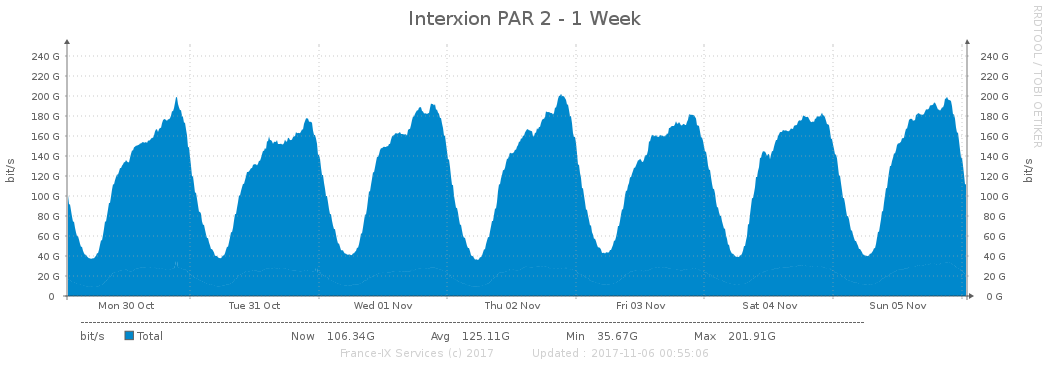 Interxion PAR 2 - 1 Week
RRDTOOL / TOBI OETIKER
240 G 240 G
220 G 220 G
200 G 200 G
180 G 180 G
160 G 160 G
140 G 140 G
120 G 120 G
100 G 100 G
80 G 80 G
60 G 60 G
40 G 40 G
20 G 20 G
0 0 G
bit/s bit/s
Mon 30 Oct Tue 31 Oct Wed 01 Nov Thu 02 Nov Fri 03 Nov Sat 04 Nov Sun 05 Nov
bit/s Total Now 106.34G Avg 125.11G Min 35.67G Max 201.91G
France-IX Services (c) 2017 Updated : 2017-11-06 00:55:06